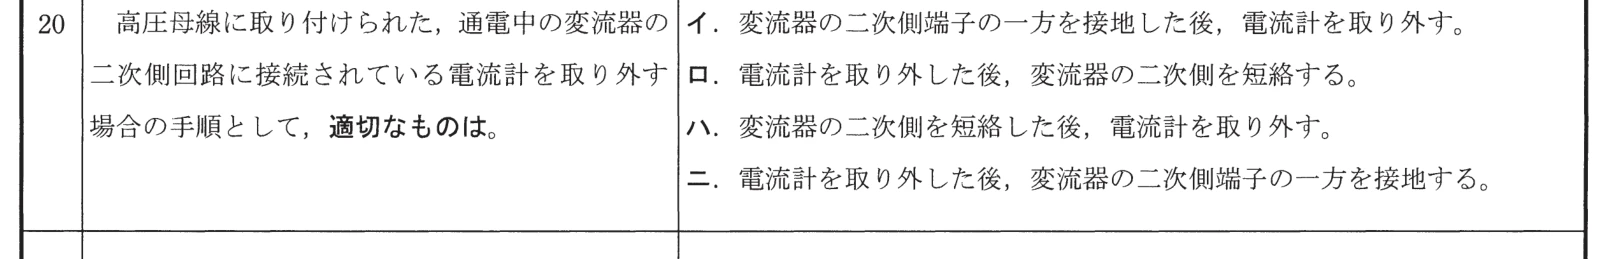 20
高圧母線に取り付けられた，通電中の変流器の
二次側回路に接続されている電流計を取り外す
場合の手順として，適切なものは。
イ．変流器の二次側端子の一方を接地した後，電流計を取り外す。
ロ．電流計を取り外した後，変流器の二次側を短絡する。
ハ．変流器の二次側を短絡した後，電流計を取り外す。
ニ．電流計を取り外した後，変流器の二次側端子の一方を接地する。